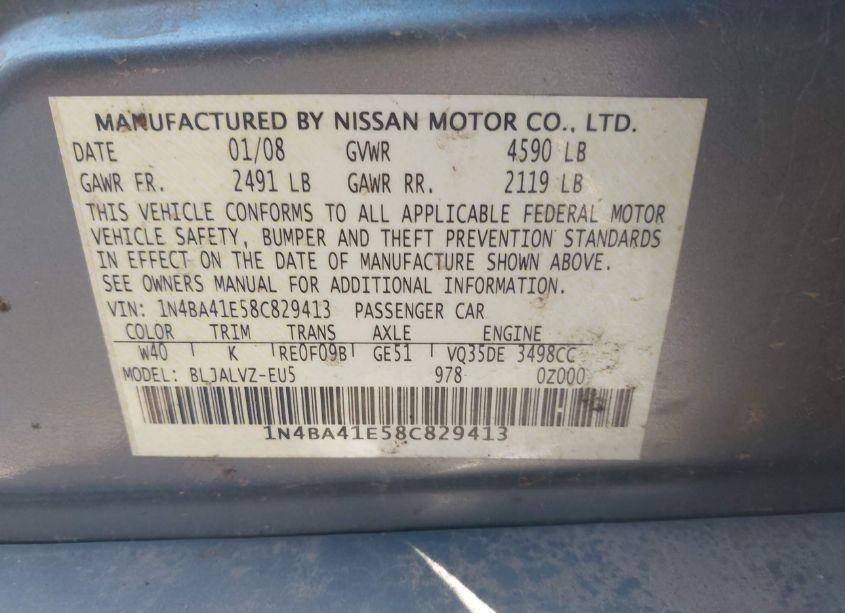 MANUFACTURED BY NISSAN MOTOR CO., LTD.
DATE 01/08 GVWR 4590 LB
GAWR FR. 2491 LB GAWR RR. 2119 LB
THIS VEHICLE CONFORMS TO ALL APPLICABLE FEDERAL MOTOR
VEHICLE SAFETY, BUMPER AND THEFT PREVENTION STANDARDS
IN EFFECT ON THE DATE OF MANUFACTURE SHOWN ABOVE.
SEE OWNERS MANUAL FOR ADDITIONAL INFORMATION.
VIN: 1N4BA41E58C829413 PASSENGER CAR
COLOR TRIM TRANS AXLE ENGINE
W40 K RE0F09B GE51 VQ35DE 3498CC
MODEL: BLJALVZ-EU5 978 0Z000
1N4BA41E58C829413